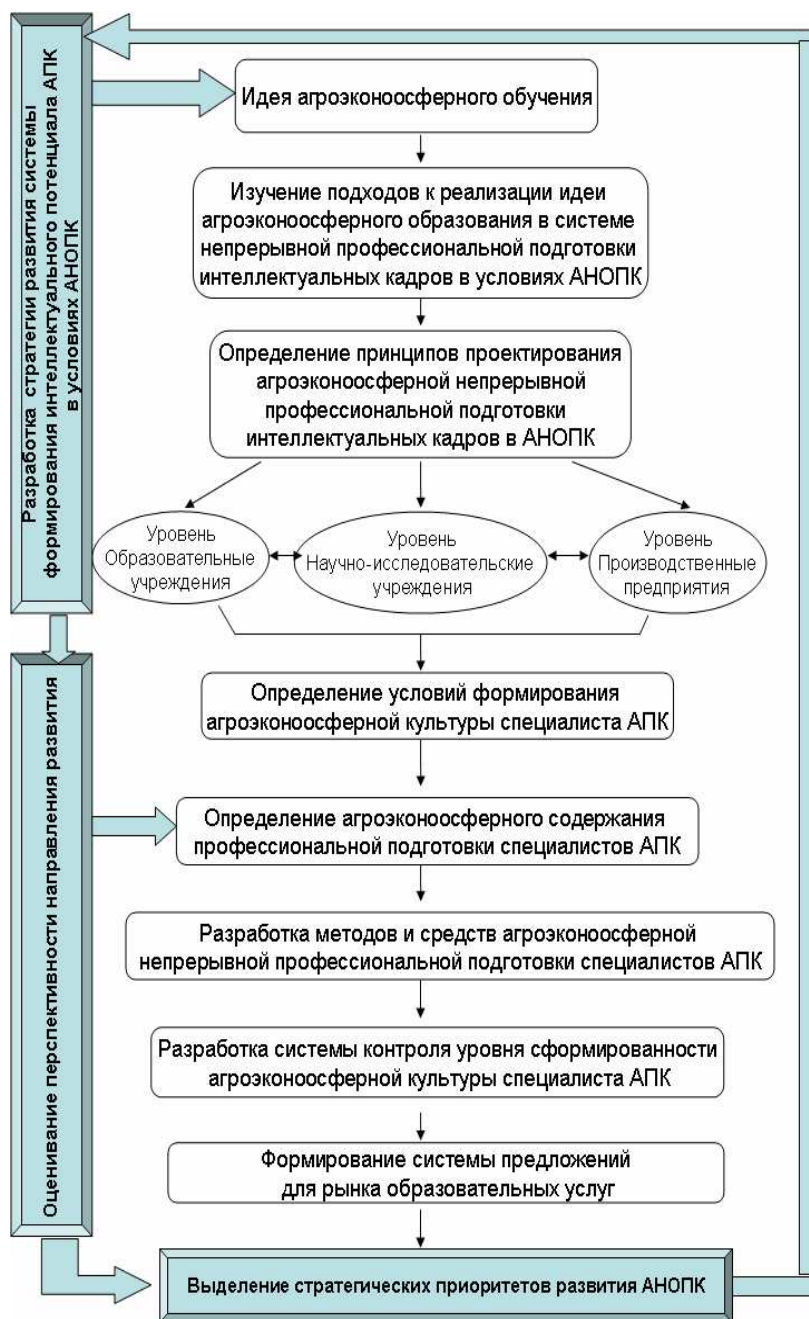 Разработка стратегии развития системы
формирования интеллектуального потенциала АПК
в условиях АНОПК
Идея агроэконоосферного обучения
Изучение подходов к реализации идеи
агроэконоосферного образования в системе
непрерывной профессиональной подготовки
интеллектуальных кадров в условиях АНОПК
Определение принципов проектирования
агроэконоосферной непрерывной
профессиональной подготовки
интеллектуальных кадров в АНОПК
Уровень
Образовательные
учреждения
Уровень
Научно-исследовательские
учреждения
Уровень
Производственные
предприятия
Оценивание перспективности направления развития
Определение условий формирования
агроэконоосферной культуры специалиста АПК
Определение агроэконоосферного содержания
профессиональной подготовки специалистов АПК
Разработка методов и средств агроэконоосферной
непрерывной профессиональной подготовки специалистов АПК
Разработка системы контроля уровня сформированности
агроэконоосферной культуры специалиста АПК
Формирование системы предложений
для рынка образовательных услуг
Выделение стратегических приоритетов развития АНОПК